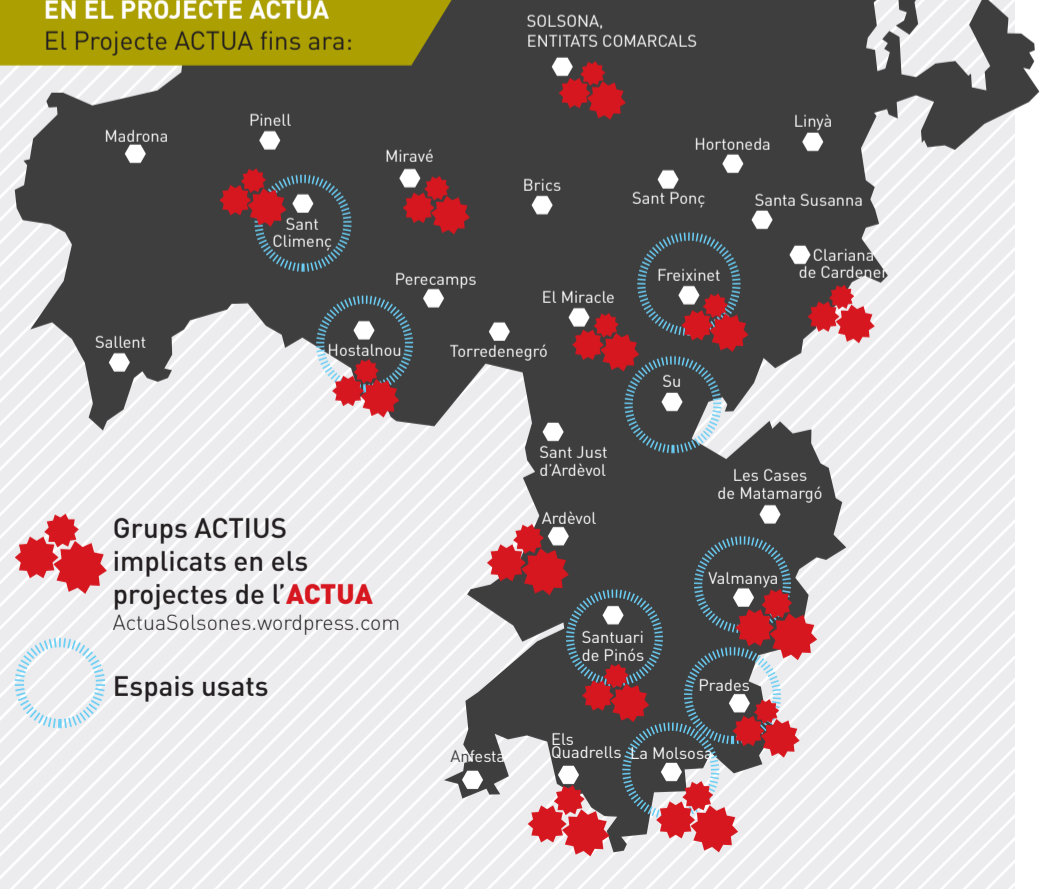 EN EL PROJECTE ACTUA
El Projecte ACTUA fins ara:
SOLSONA,
ENTITATS COMARCALS
Madrona
Pinell
Miravé
Brics
Sant Ponç
Hortoneda
Linyà
Santa Susanna
Clariana
de Cardener
Sant
Climenç
Perecamps
Freixinet
El Miracle
Hostalnou
Torredenegró
Sallent
Su
Sant Just
d'Ardèvol
Les Cases
de Matamargó
Ardèvol
Valmanya
Santuari
de Pinós
Prades
Anfesta
Els
Quadrells
La Molsosa
Grups ACTIUS
implicats en els
projectes de l'ACTUA
ActuaSolsones.wordpress.com
Espais usats